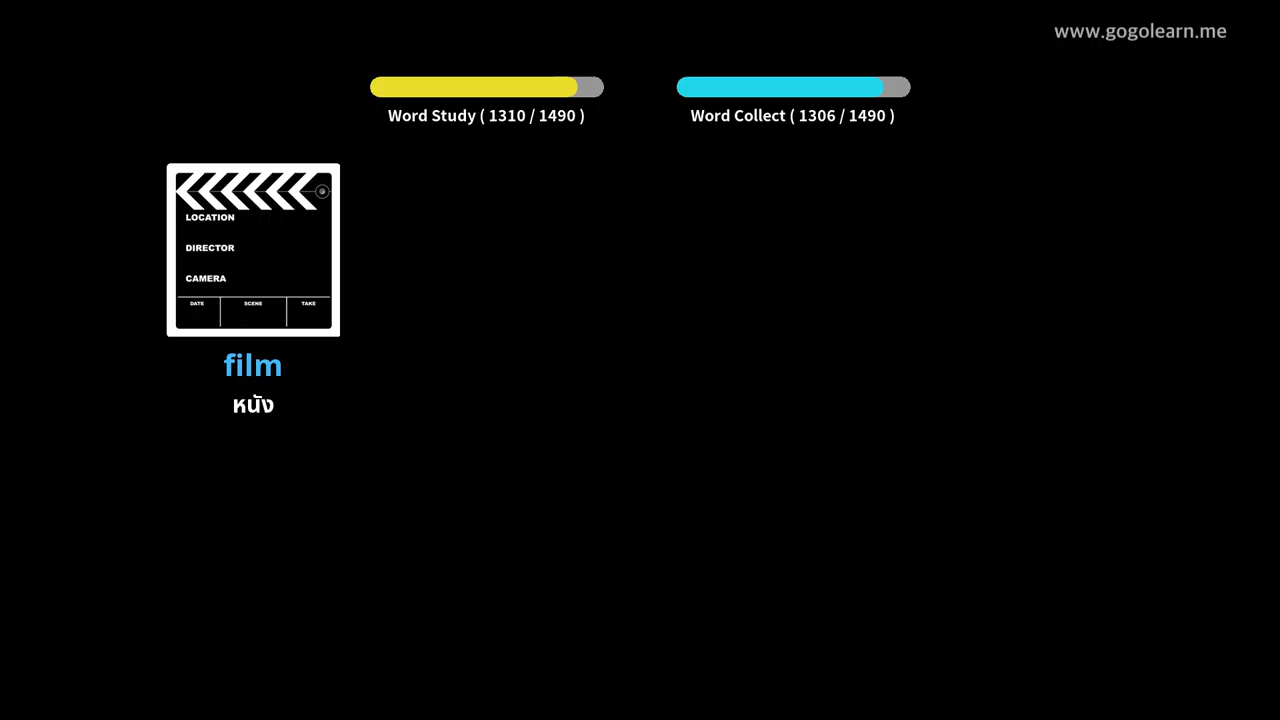 www.gogolearn.me
Word Study ( 1310 / 1490 )
Word Collect ( 1306 / 1490 )
LOCATION
DIRECTOR
CAMERA
DATE SCENE TAKE
film
หนัง